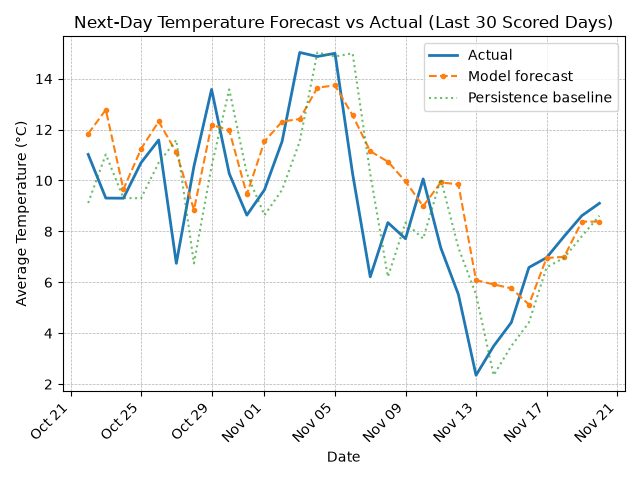 Next-Day Temperature Forecast vs Actual (Last 30 Scored Days)
Actual
Model forecast
Persistence baseline
Average Temperature (°C)
14
12
10
8
6
4
2
Oct 21
Oct 25
Oct 29
Nov 01
Nov 05
Nov 09
Nov 13
Nov 17
Nov 21
Date